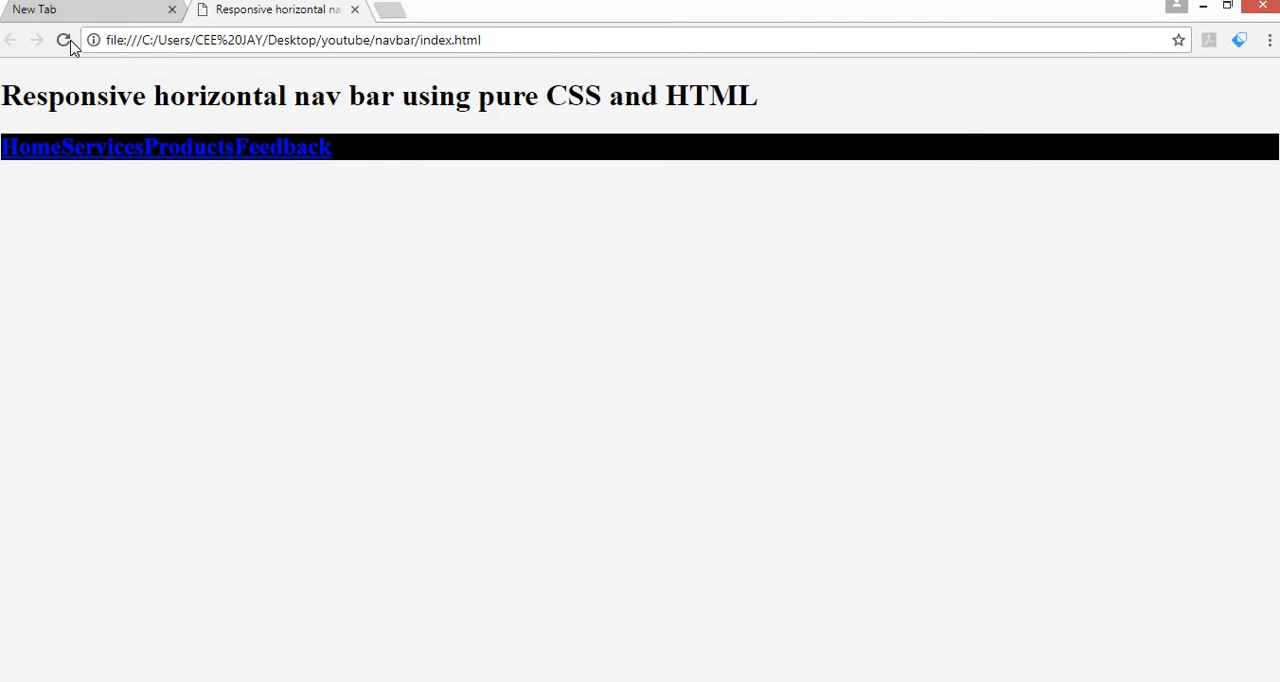 New Tab
Responsive horizontal na
file:///C:/Users/CEE%20JAY/Desktop/youtube/navbar/index.html
Responsive horizontal nav bar using pure CSS and HTML
HomeServicesProductsFeedback